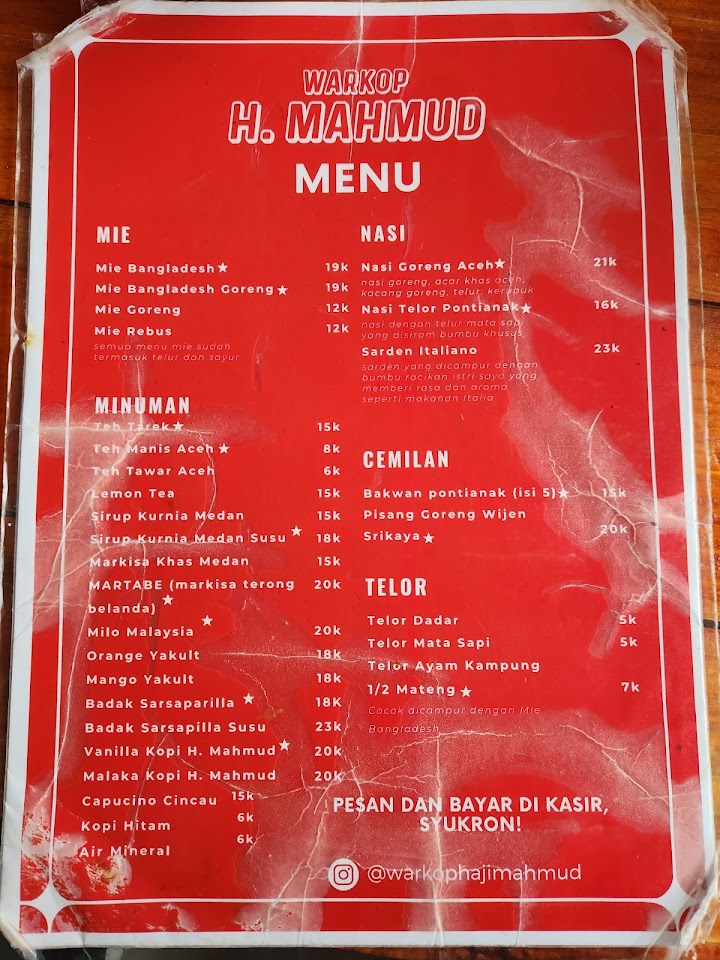 WARKOP
H. MAHMUD
MENU
MIE
Mie Bangladesh★ 19k
Mie Bangladesh Goreng★ 19k
Mie Goreng 12k
Mie Rebus 12k
semua menu mie sudah
termasuk telur dan sayur
MINUMAN
Teh Tarek★ 15k
Teh Manis Aceh★ 8k
Teh Tawar Aceh 6k
Lemon Tea 15k
Sirup Kurnia Medan 15k
Sirup Kurnia Medan Susu★ 18k
Markisa Khas Medan 15k
MARTABE (markisa terong 20k
belanda)★
Milo Malaysia★ 20k
Orange Yakult 18k
Mango Yakult 18k
Badak Sarsaparilla★ 18K
Badak Sarsapilla Susu 23k
Vanilla Kopi H. Mahmud★ 20k
Malaka Kopi H. Mahmud 20k
Capucino Cincau 15k
Kopi Hitam 6k
Air Mineral 6k
NASI
Nasi Goreng Aceh★ 21k
nasi goreng, acar khas aceh,
kacang goreng, telur, kerupuk
Nasi Telor Pontianak★ 16k
nasi dengan telur mata sapi
yang disiram bumbu khusus
Sarden Italiano 23k
sarden yang dicampur dengan
bumbu racikan istri sayd yang
memberi rasa dan aroma
seperti makanan Italia
CEMILAN
Bakwan pontianak (isi 5)★ 15k
Pisang Goreng Wijen
Srikaya★ 20k
TELOR
Telor Dadar 5k
Telor Mata Sapi 5k
Telor Ayam Kampung
1/2 Mateng★ 7k
Cocok dicampur dengan Mie
Bangladesh
PESAN DAN BAYAR DI KASIR,
SYUKRON!
@warkophajimahmud